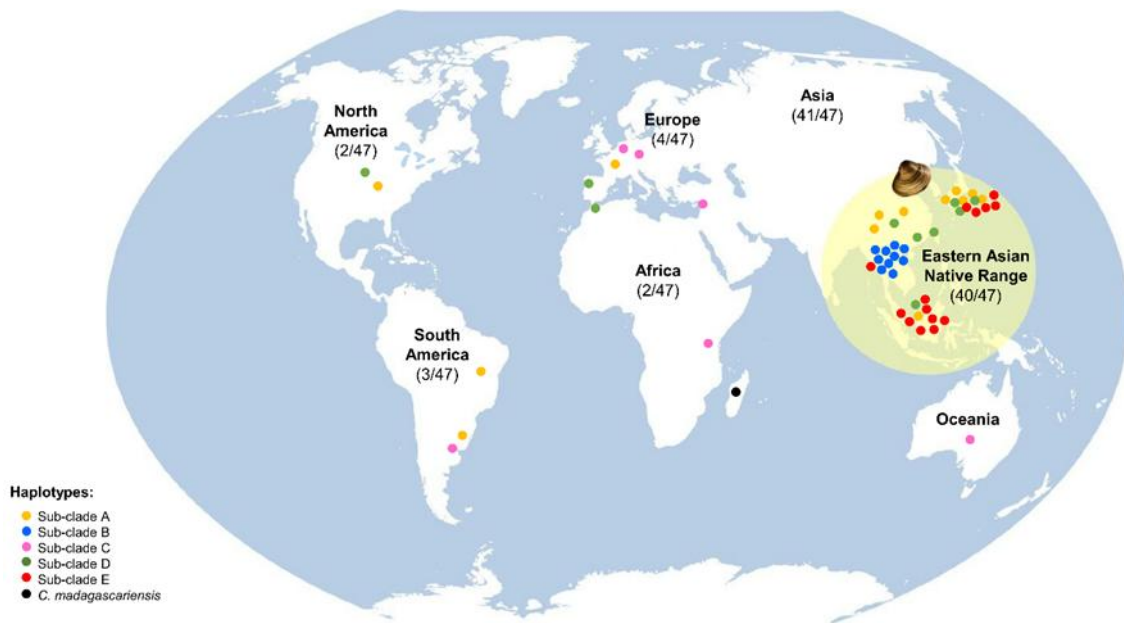 North
America
(2/47)
Europe
(4/47)
Asia
(41/47)
Eastern Asian
Native Range
(40/47)
Africa
(2/47)
South
America
(3/47)
Oceania
Haplotypes:
Sub-clade A
Sub-clade B
Sub-clade C
Sub-clade D
Sub-clade E
C. madagascariensis